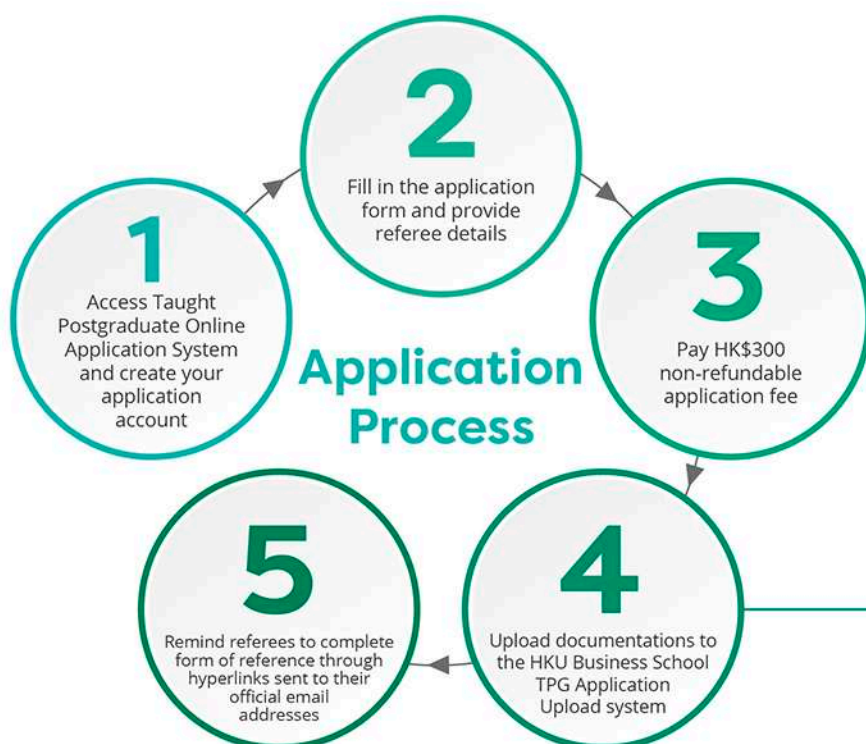 1
Access Taught
Postgraduate Online
Application System
and create your
application
account
2
Fill in the application
form and provide
referee details
3
Pay HK$300
non-refundable
application fee
Application
Process
4
Upload documentations to
the HKU Business School
TPG Application
Upload system
5
Remind referees to complete
form of reference through
hyperlinks sent to their
official email
addresses